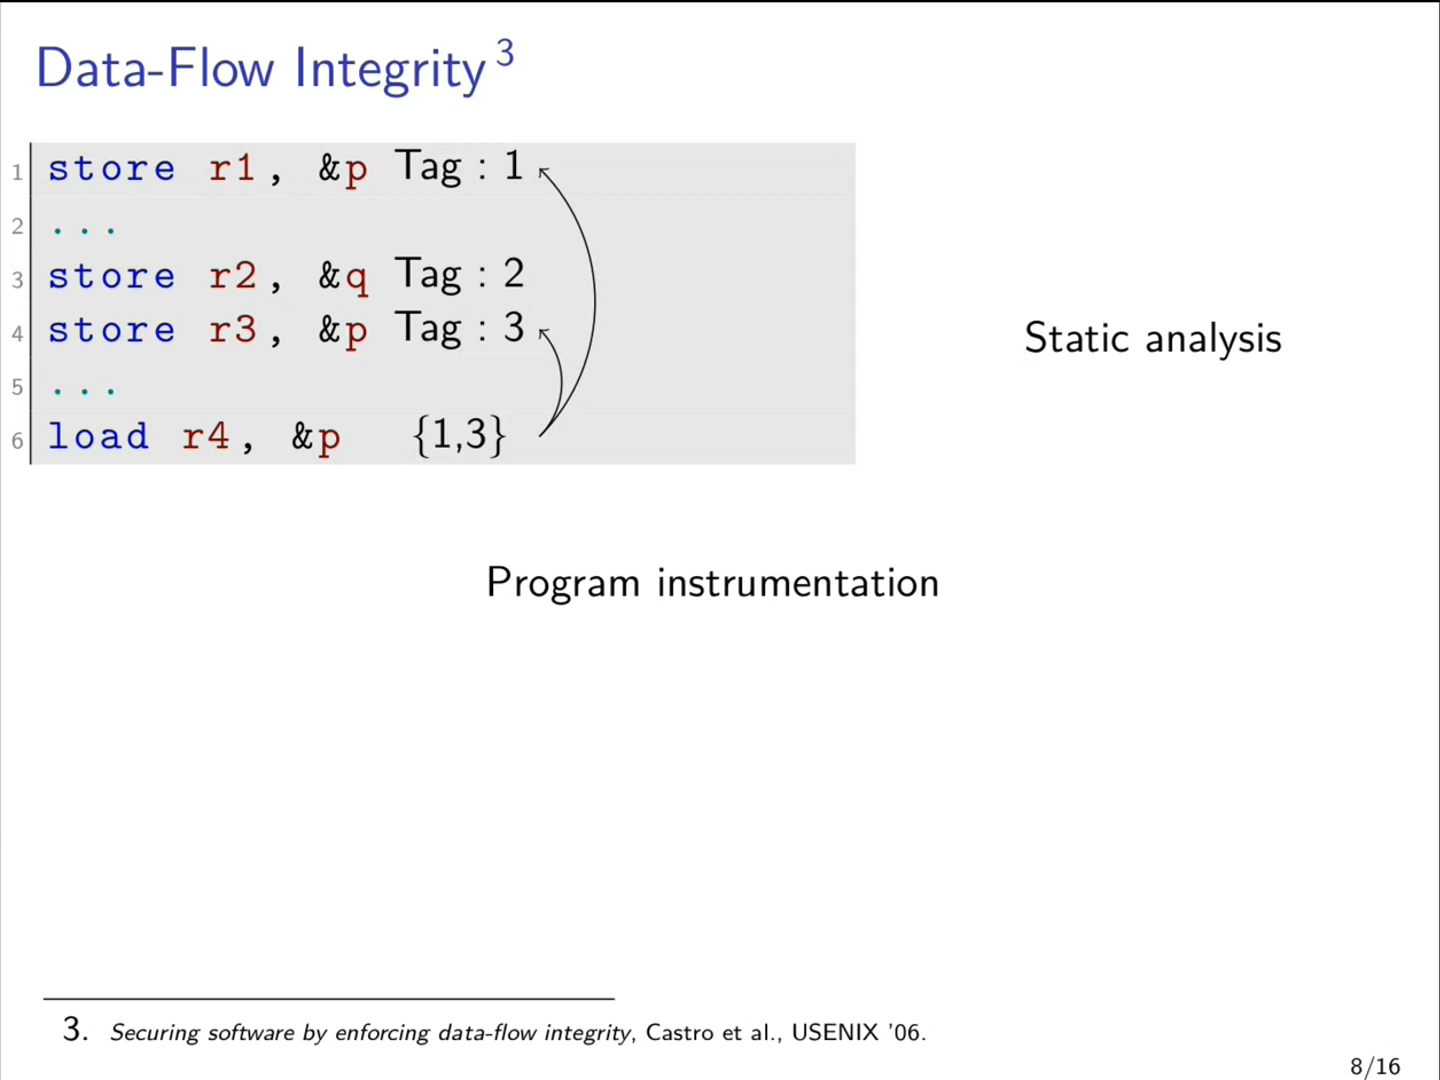 Data-Flow Integrity 3
1 store r1, &p Tag : 1
2 ...
3 store r2, &q Tag : 2
4 store r3, &p Tag : 3
5 ...
6 load r4, &p {1,3}
Static analysis
Program instrumentation
3. Securing software by enforcing data-flow integrity, Castro et al., USENIX '06.
8/16